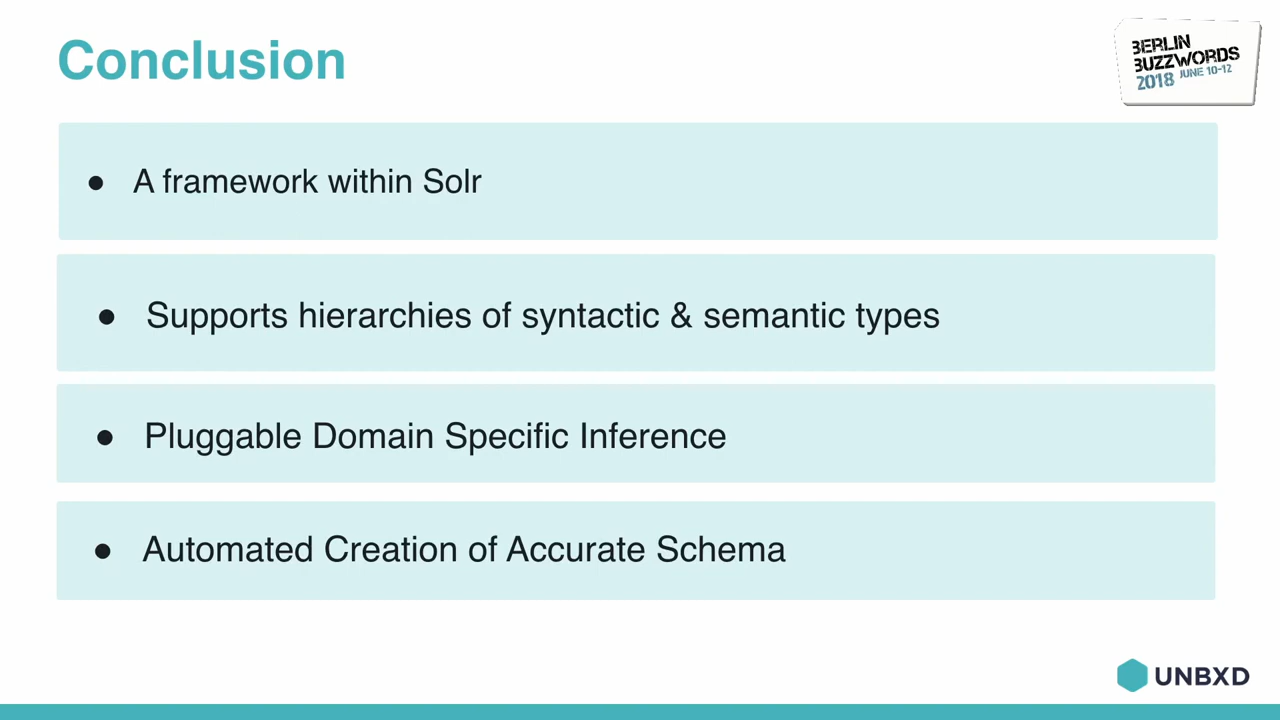 Conclusion
BERLIN
BUZZWORDS
2018 JUNE 10-12
● A framework within Solr
● Supports hierarchies of syntactic & semantic types
● Pluggable Domain Specific Inference
● Automated Creation of Accurate Schema
UNBXD